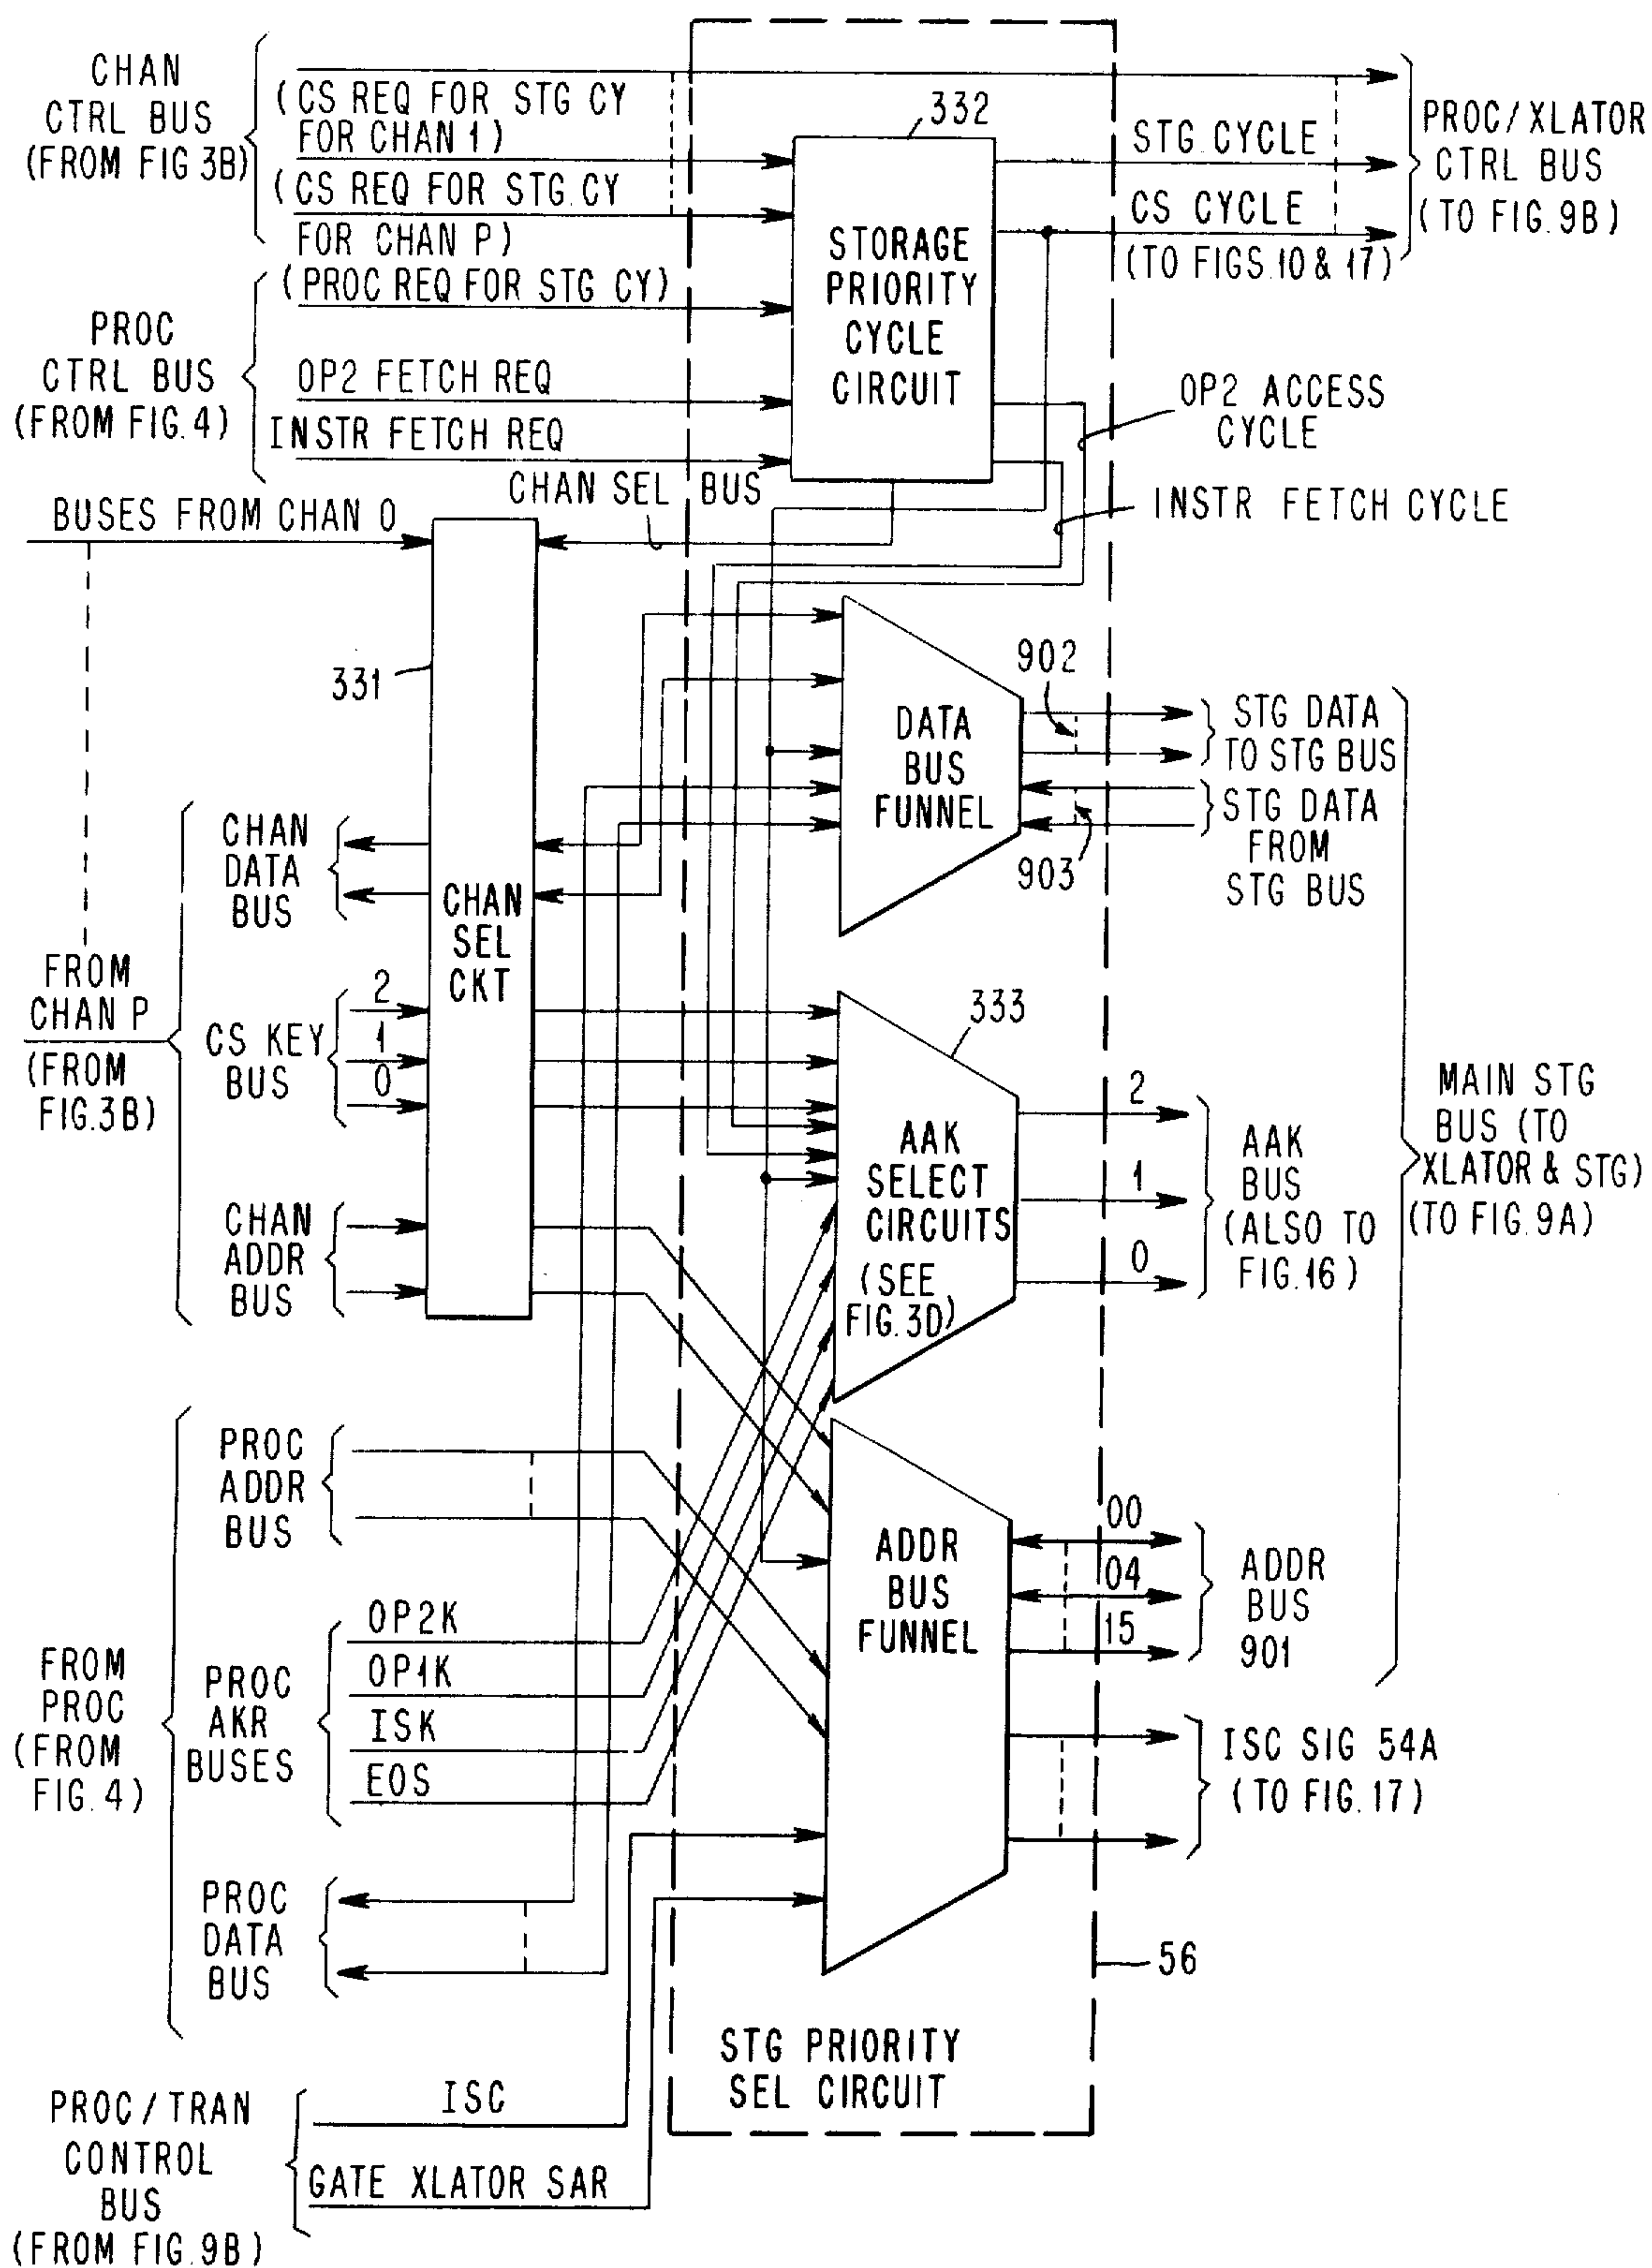 CHAN
CTRL BUS
(FROM FIG 3B)
(CS REQ FOR STG CY
FOR CHAN 1)
(CS REQ FOR STG CY
FOR CHAN P)
PROC
CTRL BUS
(FROM FIG. 4)
(PROC REQ FOR STG CY)
OP2 FETCH REQ
INSTR FETCH REQ
332
STORAGE
PRIORITY
CYCLE
CIRCUIT
STG CYCLE
CS CYCLE
(TO FIGS. 10 & 17)
PROC/XLATOR
CTRL BUS
(TO FIG. 9B)
OP2 ACCESS
CYCLE
INSTR FETCH CYCLE
CHAN SEL BUS
BUSES FROM CHAN 0
331
CHAN
SEL
CKT
FROM
CHAN P
(FROM
FIG. 3B)
CHAN
DATA
BUS
CS KEY
BUS
2
1
0
CHAN
ADDR
BUS
DATA
BUS
FUNNEL
902
903
STG DATA
TO STG BUS
STG DATA
FROM
STG BUS
333
AAK
SELECT
CIRCUITS
(SEE
FIG. 3D)
2
1
0
AAK
BUS
(ALSO TO
FIG. 16)
MAIN STG
BUS (TO
XLATOR & STG)
(TO FIG. 9A)
FROM
PROC
(FROM
FIG. 4)
PROC
ADDR
BUS
PROC
AKR
BUSES
OP2K
OP1K
ISK
EOS
PROC
DATA
BUS
ADDR
BUS
FUNNEL
00
04
15
ADDR
BUS
901
ISC SIG 54A
(TO FIG. 17)
56
STG PRIORITY
SEL CIRCUIT
PROC/TRAN
CONTROL
BUS
(FROM FIG. 9B)
ISC
GATE XLATOR SAR